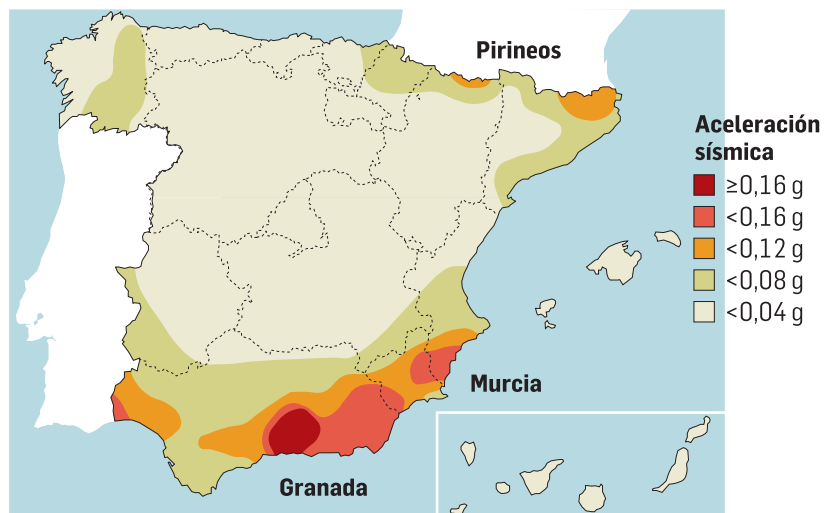 Pirineos
Aceleración
sísmica
≥0,16 g
<0,16 g
<0,12 g
<0,08 g
<0,04 g
Murcia
Granada